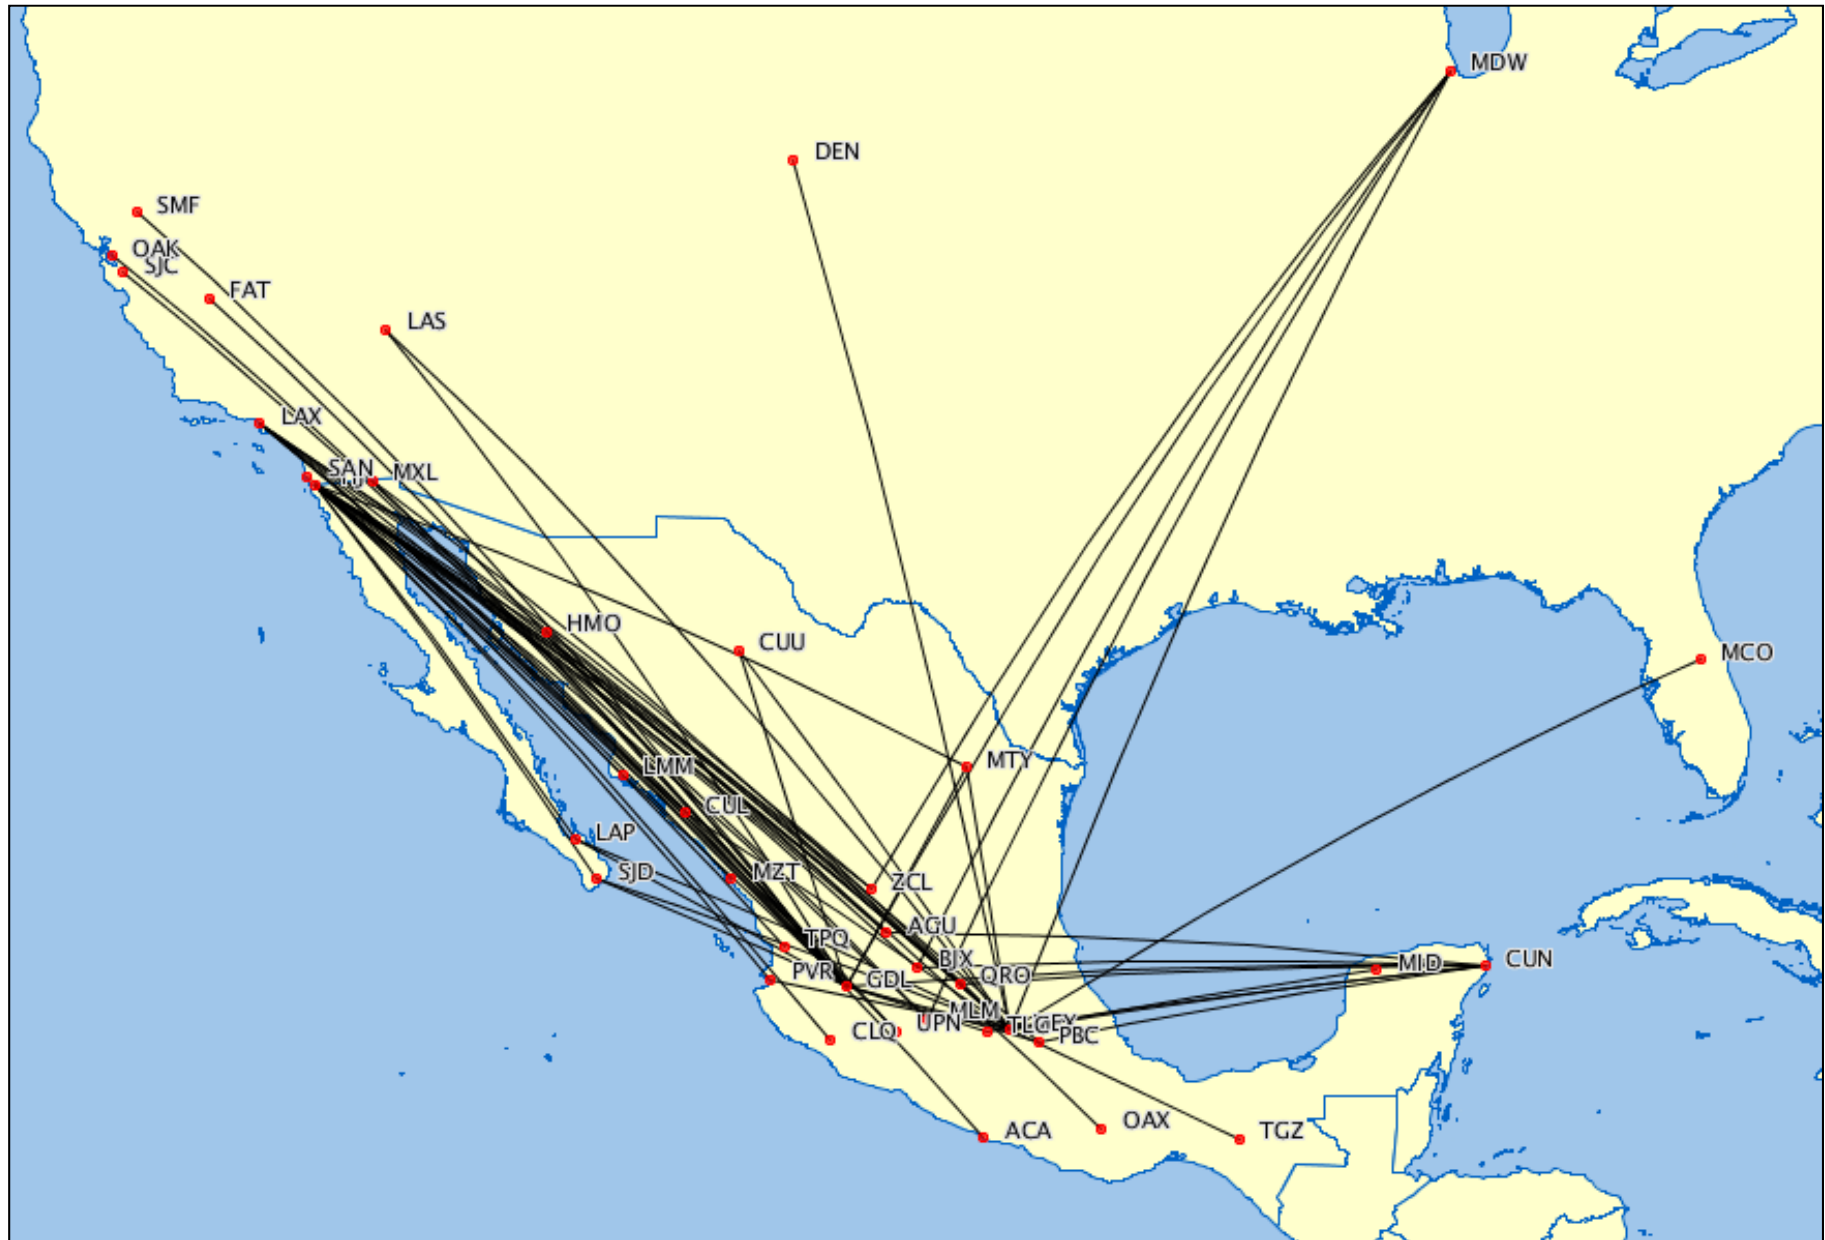 MDW
DEN
SMF
OAK
SJC
FAT
LAS
LAX
SAN
MXL
HMO
CUU
MCO
MTY
LMM
CUL
LAP
SJD
MZT
ZCL
AGU
TPQ
BJX
MID
CUN
PVR
GDL
QRO
MLM
UPN
TLC
CLQ
PBC
ACA
OAX
TGZ